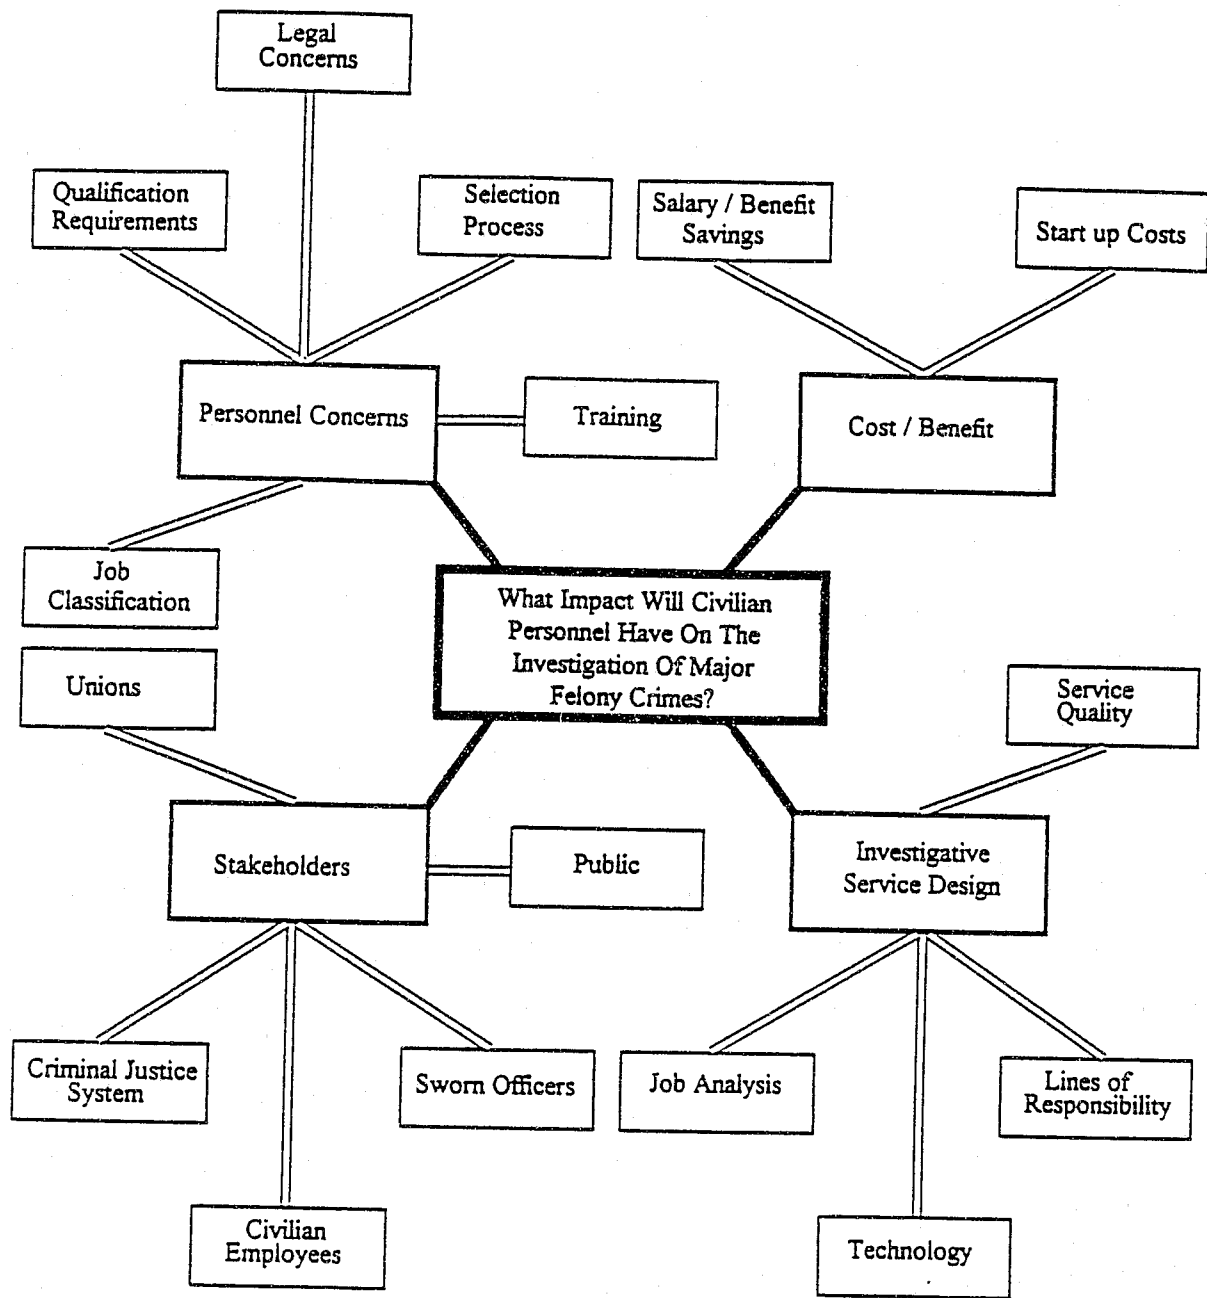 Legal
Concerns
Qualification
Requirements
Selection
Process
Salary / Benefit
Savings
Start up Costs
Personnel Concerns
Training
Cost / Benefit
Job
Classification
What Impact Will Civilian
Personnel Have On The
Investigation Of Major
Felony Crimes?
Unions
Service
Quality
Stakeholders
Public
Investigative
Service Design
Criminal Justice
System
Sworn Officers
Job Analysis
Lines of
Responsibility
Civilian
Employees
Technology